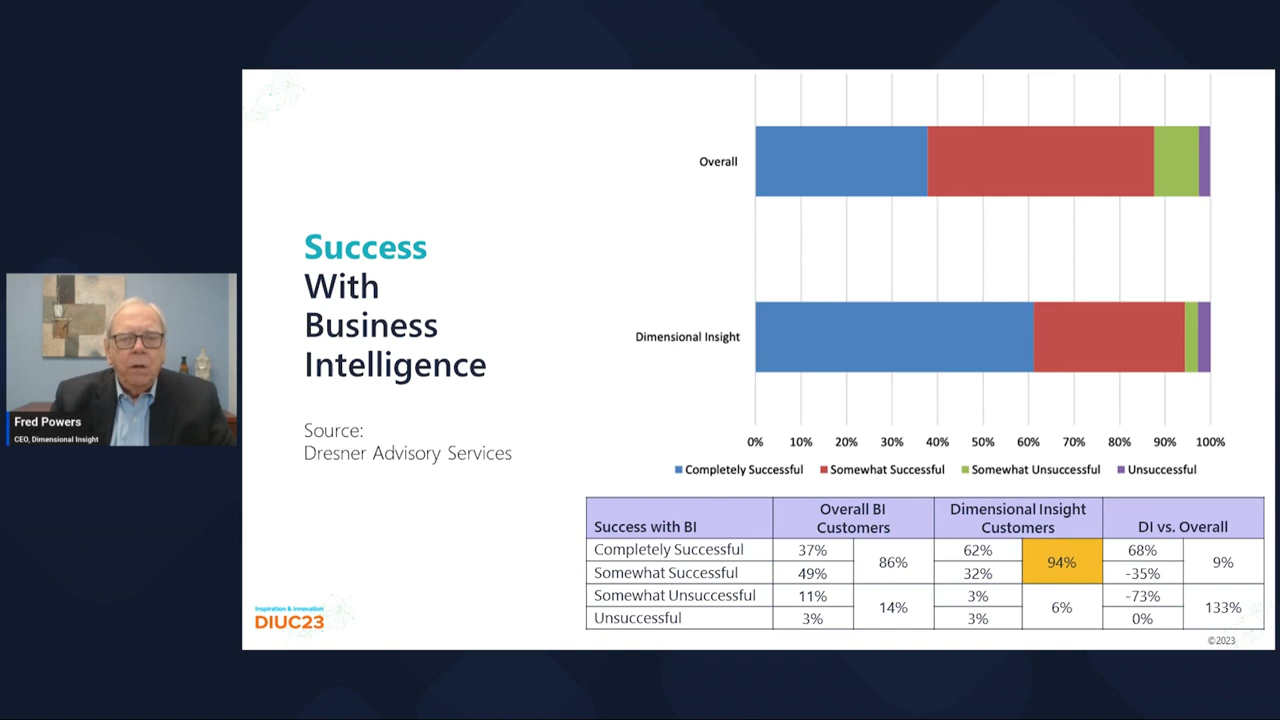 Success
With
Business
Intelligence
Source:
Dresner Advisory Services
Overall
Dimensional Insight
0% 10% 20% 30% 40% 50% 60% 70% 80% 90% 100%
Completely Successful Somewhat Successful Somewhat Unsuccessful Unsuccessful
Success with BI Overall BI Customers Dimensional Insight Customers DI vs. Overall
Completely Successful 37% 86% 62% 94% 68% 9%
Somewhat Successful 49% 32% -35%
Somewhat Unsuccessful 11% 14% 3% 6% -73% 133%
Unsuccessful 3% 3% 0%
Fred Powers
CEO, Dimensional Insight
Inspiration & Innovation
DIUC23
©2023